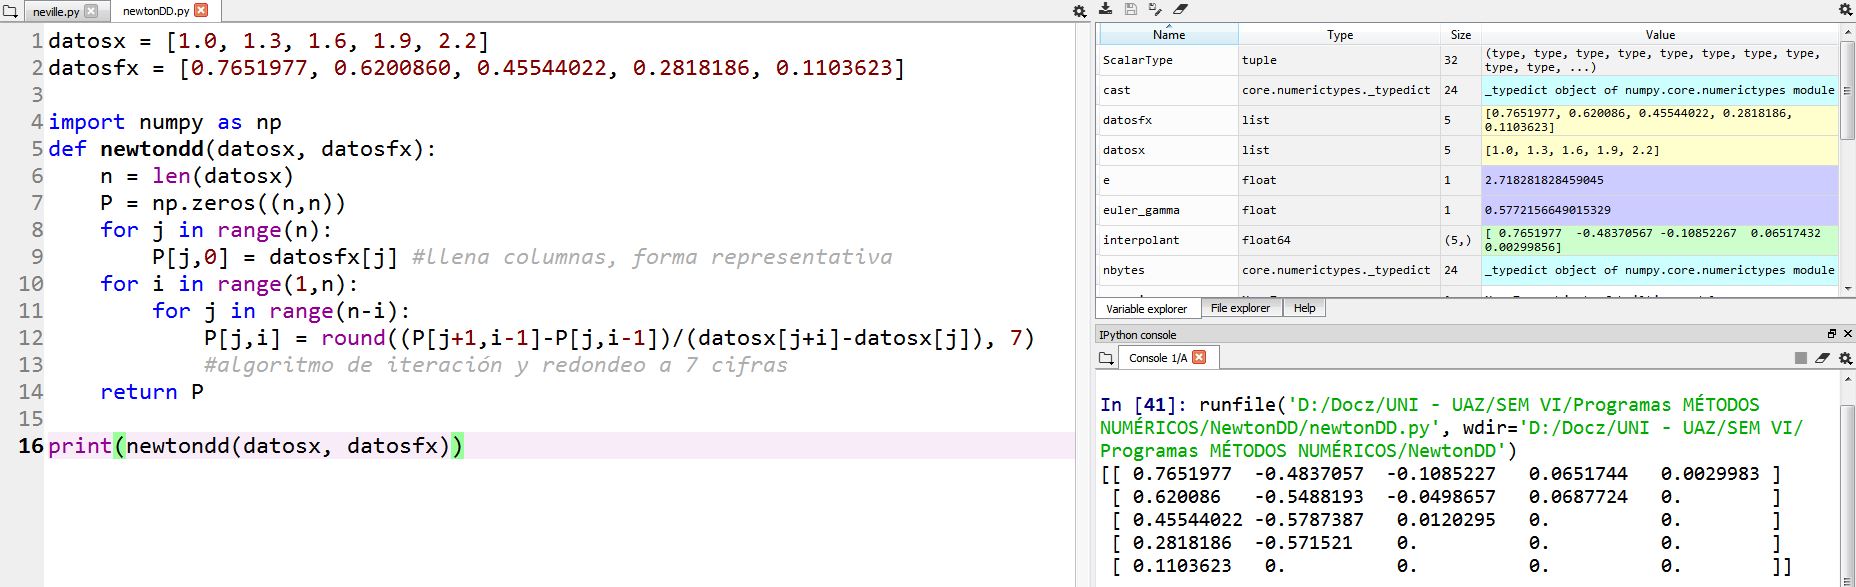 neville.py
newtonDD.py
1 datosx = [1.0, 1.3, 1.6, 1.9, 2.2]
2 datosfx = [0.7651977, 0.6200860, 0.45544022, 0.2818186, 0.1103623]
3
4 import numpy as np
5 def newtondd(datosx, datosfx):
6     n = len(datosx)
7     P = np.zeros((n,n))
8     for j in range(n):
9         P[j,0] = datosfx[j] #llena columnas, forma representativa
10     for i in range(1,n):
11         for j in range(n-i):
12             P[j,i] = round((P[j+1,i-1]-P[j,i-1])/(datosx[j+i]-datosx[j]), 7)
13             #algoritmo de iteración y redondeo a 7 cifras
14     return P
15
16 print(newtondd(datosx, datosfx))
Name Type Size Value
ScalarType tuple 32 (type, type, type, type, type, type, type, type,
type, type, ...)
cast core.numerictypes._typedict 24 _typedict object of numpy.core.numerictypes module
datosfx list 5 [0.7651977, 0.620086, 0.45544022, 0.2818186,
0.1103623]
datosx list 5 [1.0, 1.3, 1.6, 1.9, 2.2]
e float 1 2.718281828459045
euler_gamma float 1 0.5772156649015329
interpolant float64 (5,) [ 0.7651977 -0.48370567 -0.10852267 0.06517432
0.00299856]
nbytes core.numerictypes._typedict 24 _typedict object of numpy.core.numerictypes module
Variable explorer File explorer Help
IPython console
Console 1/A
In [41]: runfile('D:/Docz/UNI - UAZ/SEM VI/Programas MÉTODOS
NUMÉRICOS/NewtonDD/newtonDD.py', wdir='D:/Docz/UNI - UAZ/SEM VI/
Programas MÉTODOS NUMÉRICOS/NewtonDD')
[[ 0.7651977 -0.4837057 -0.1085227 0.0651744 0.0029983 ]
[ 0.620086 -0.5488193 -0.0498657 0.0687724 0. ]
[ 0.45544022 -0.5787387 0.0120295 0. 0. ]
[ 0.2818186 -0.571521 0. 0. 0. ]
[ 0.1103623 0. 0. 0. 0. ]]